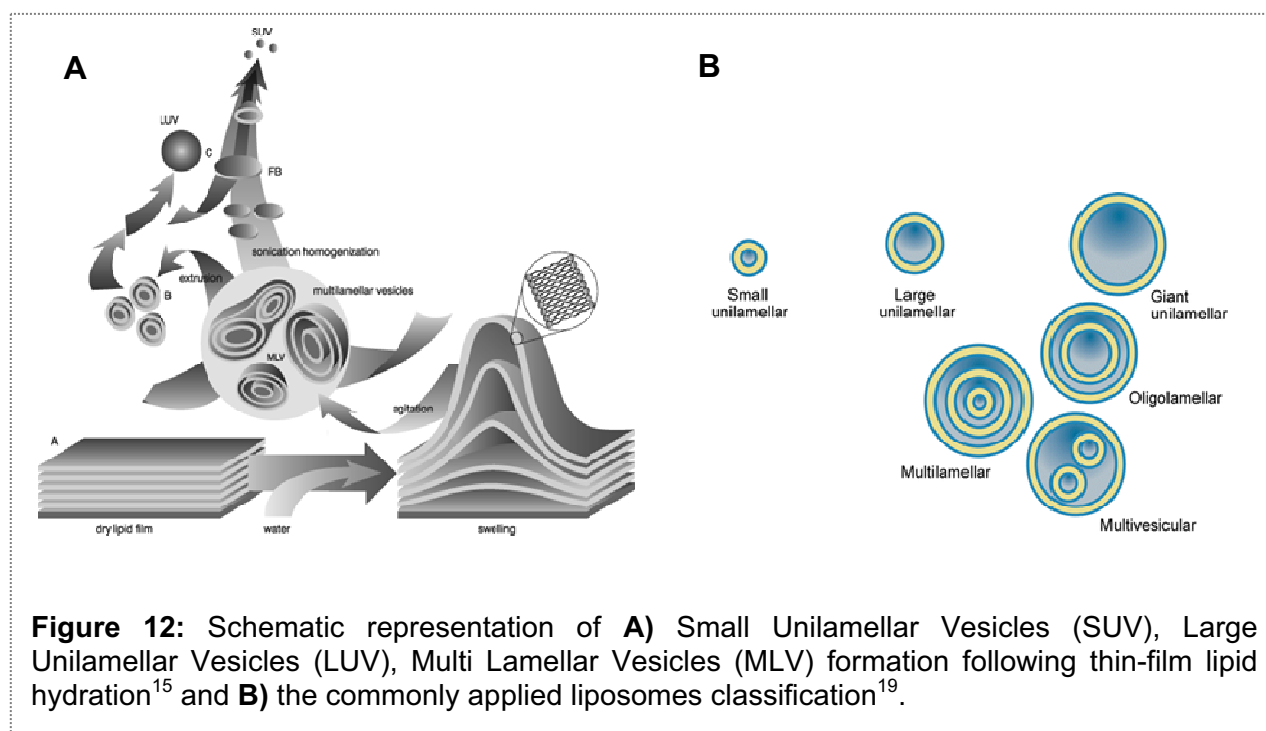 A
SUV
LUV
C
FB
sonication homogenization
extrusion
B
multilamellar vesicles
MLV
agitation
A
dry lipid film
water
swelling
B
Small
unilamellar
Large
unilamellar
Giant
unilamellar
Oligolamellar
Multilamellar
Multivesicular
Figure 12: Schematic representation of A) Small Unilamellar Vesicles (SUV), Large
Unilamellar Vesicles (LUV), Multi Lamellar Vesicles (MLV) formation following thin-film lipid
hydration15 and B) the commonly applied liposomes classification19.